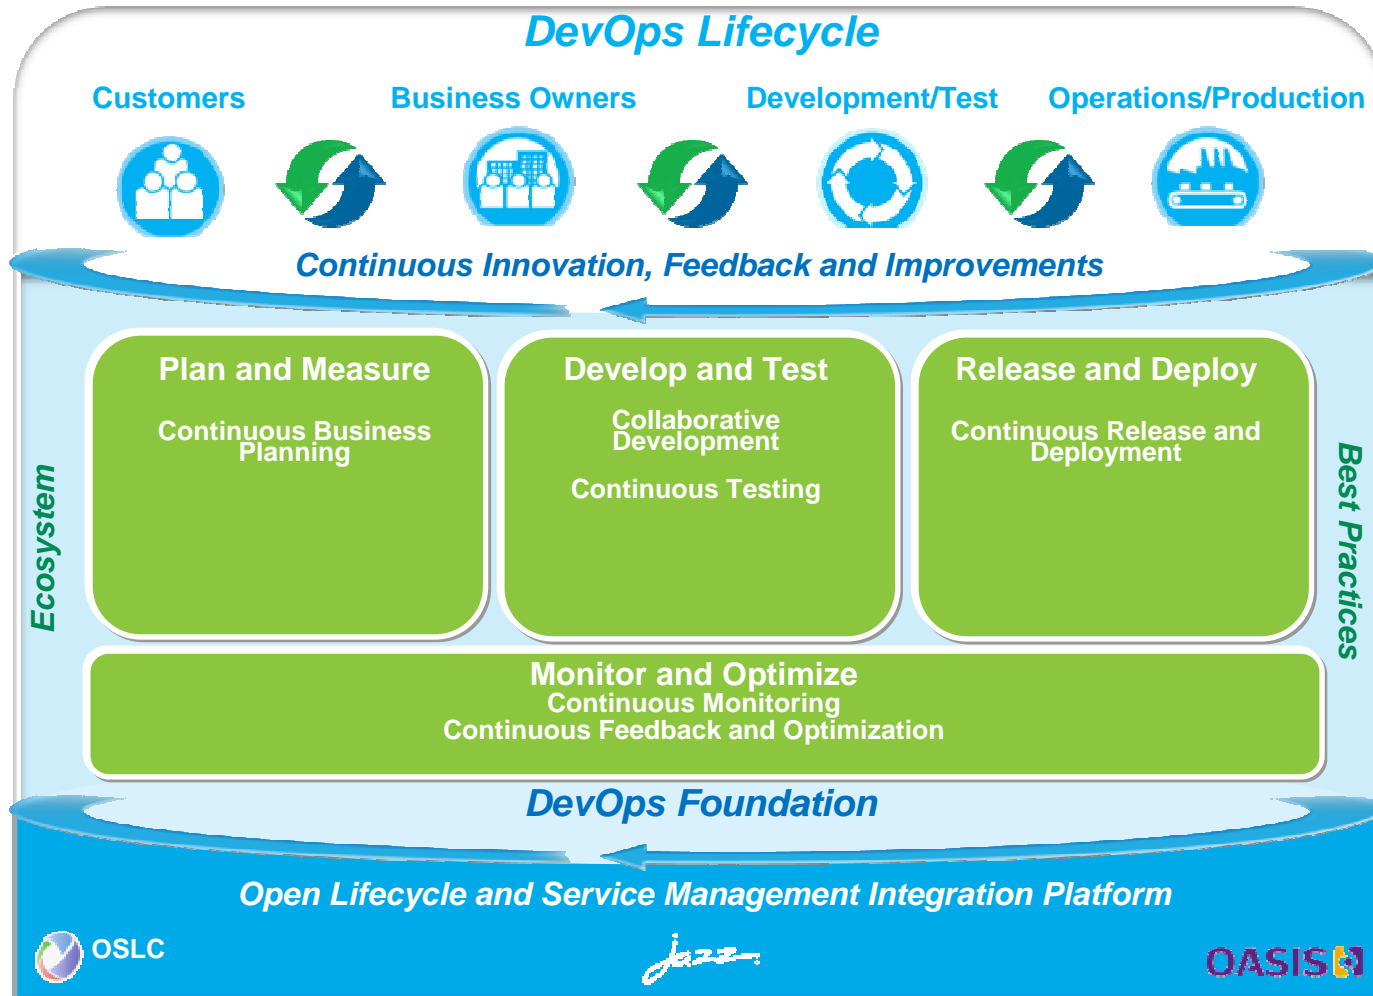 DevOps Lifecycle
Customers
Business Owners
Development/Test
Operations/Production
Continuous Innovation, Feedback and Improvements
Ecosystem
Plan and Measure
Continuous Business
Planning
Develop and Test
Collaborative
Development
Continuous Testing
Release and Deploy
Continuous Release and
Deployment
Best Practices
Monitor and Optimize
Continuous Monitoring
Continuous Feedback and Optimization
DevOps Foundation
Open Lifecycle and Service Management Integration Platform
OSLC
jazz
OASIS